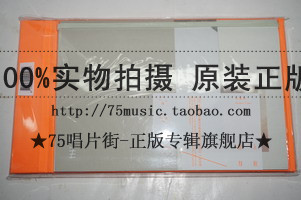 00%实物拍摄 原装正版
http://75music.taobao.com
★75唱片街-正版专辑旗舰店★